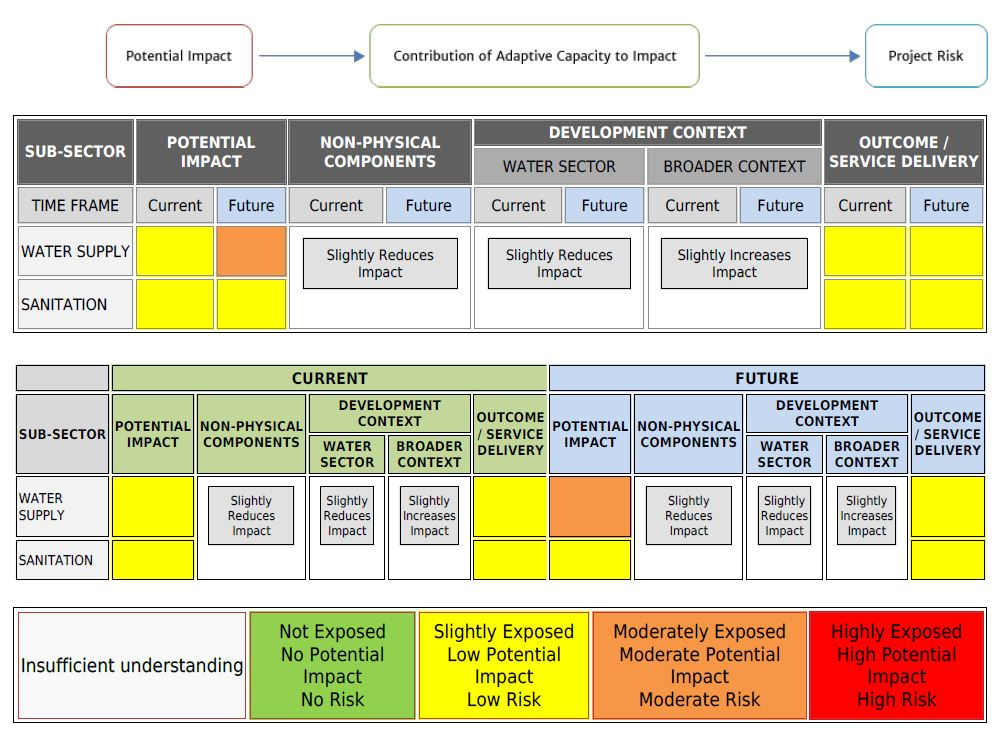 Potential Impact
Contribution of Adaptive Capacity to Impact
Project Risk
SUB-SECTOR
POTENTIAL
IMPACT
NON-PHYSICAL
COMPONENTS
DEVELOPMENT CONTEXT
WATER SECTOR
BROADER CONTEXT
OUTCOME /
SERVICE DELIVERY
TIME FRAME
Current
Future
Current
Future
Current
Future
Current
Future
Current
Future
WATER SUPPLY
Slightly Reduces
Impact
Slightly Reduces
Impact
Slightly Increases
Impact
SANITATION
CURRENT
FUTURE
SUB-SECTOR
POTENTIAL
IMPACT
NON-PHYSICAL
COMPONENTS
DEVELOPMENT
CONTEXT
WATER
SECTOR
BROADER
CONTEXT
OUTCOME
/ SERVICE
DELIVERY
POTENTIAL
IMPACT
NON-PHYSICAL
COMPONENTS
DEVELOPMENT
CONTEXT
WATER
SECTOR
BROADER
CONTEXT
OUTCOME
/ SERVICE
DELIVERY
WATER
SUPPLY
Slightly
Reduces
Impact
Slightly
Reduces
Impact
Slightly
Increases
Impact
Slightly
Reduces
Impact
Slightly
Reduces
Impact
Slightly
Increases
Impact
SANITATION
Insufficient understanding
Not Exposed
No Potential
Impact
No Risk
Slightly Exposed
Low Potential
Impact
Low Risk
Moderately Exposed
Moderate Potential
Impact
Moderate Risk
Highly Exposed
High Potential
Impact
High Risk